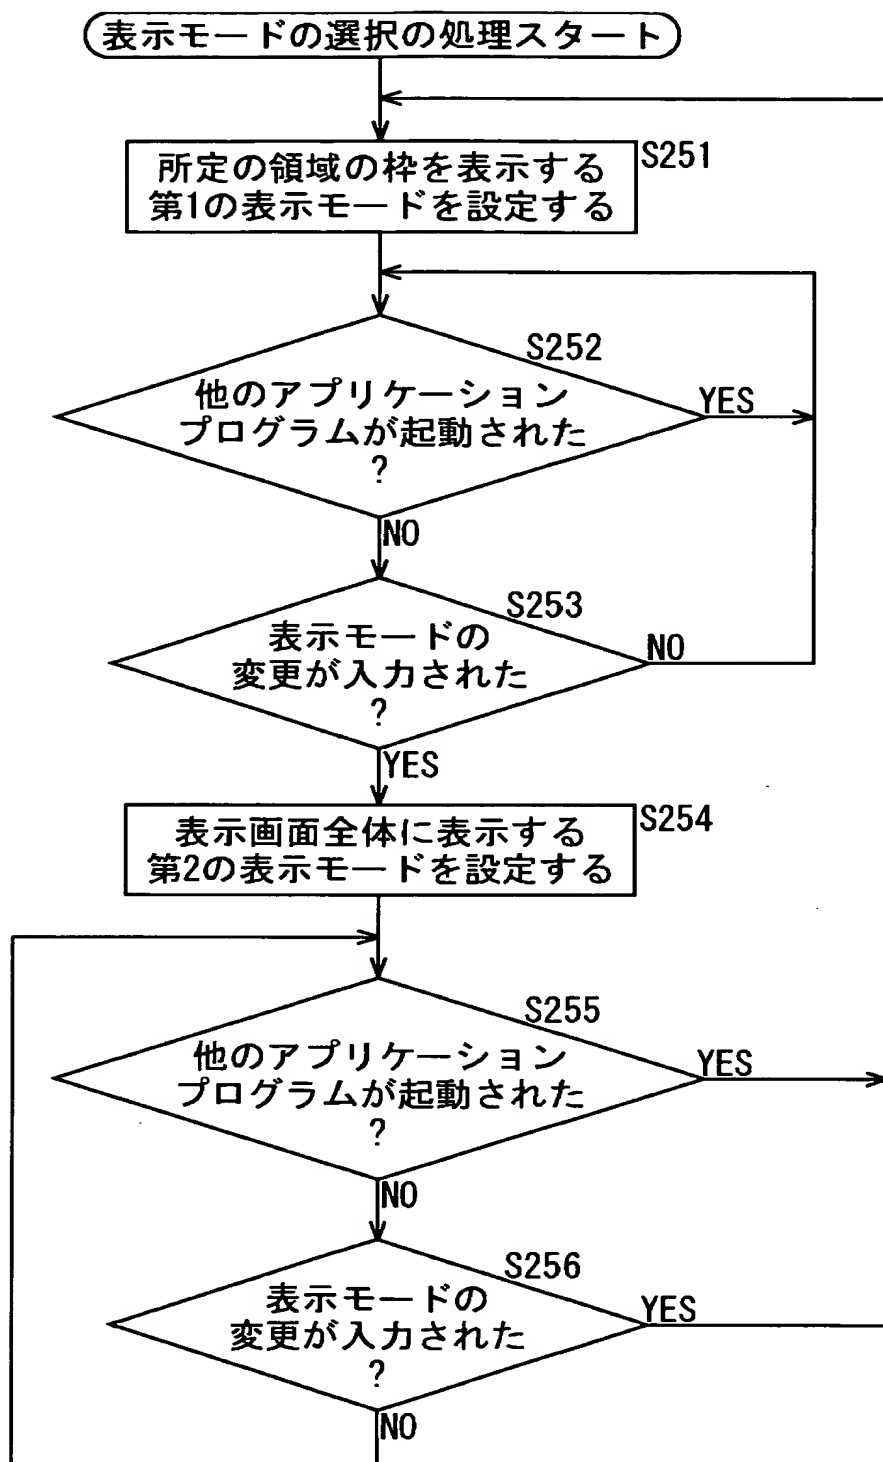 表示モードの選択の処理スタート
所定の領域の枠を表示する
第1の表示モードを設定する
S251
S252
他のアプリケーション
プログラムが起動された
?
YES
NO
S253
表示モードの
変更が入力された
?
NO
YES
表示画面全体に表示する
第2の表示モードを設定する
S254
S255
他のアプリケーション
プログラムが起動された
?
YES
NO
S256
表示モードの
変更が入力された
?
YES
NO